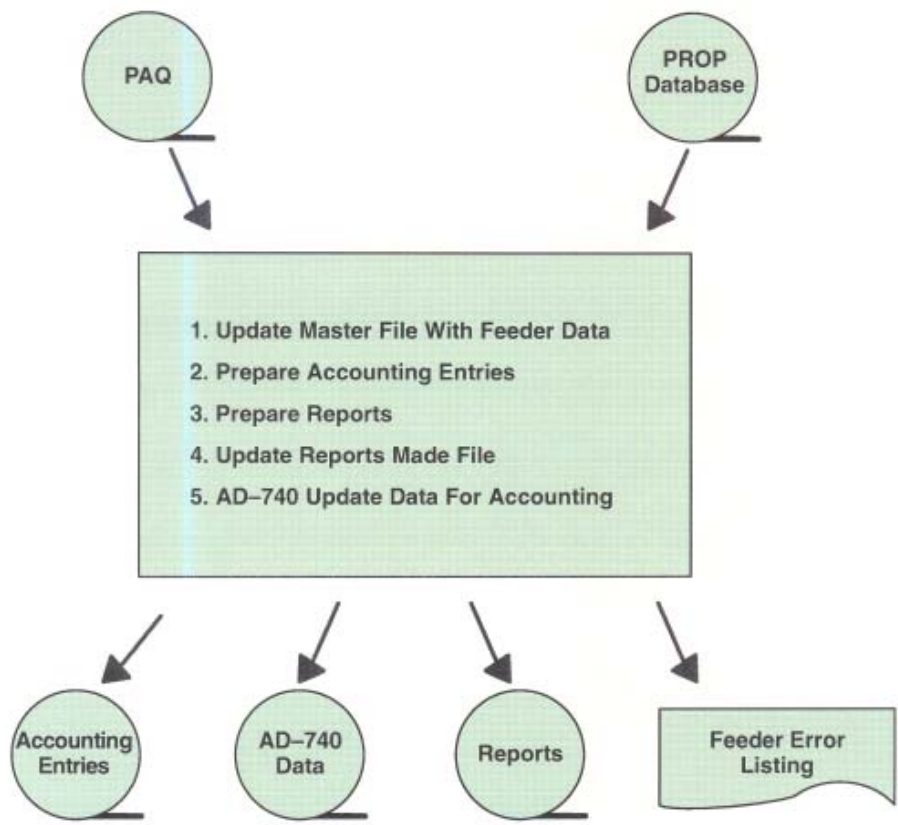 PAQ
PROP
Database
1. Update Master File With Feeder Data
2. Prepare Accounting Entries
3. Prepare Reports
4. Update Reports Made File
5. AD–740 Update Data For Accounting
Accounting
Entries
AD–740
Data
Reports
Feeder Error
Listing